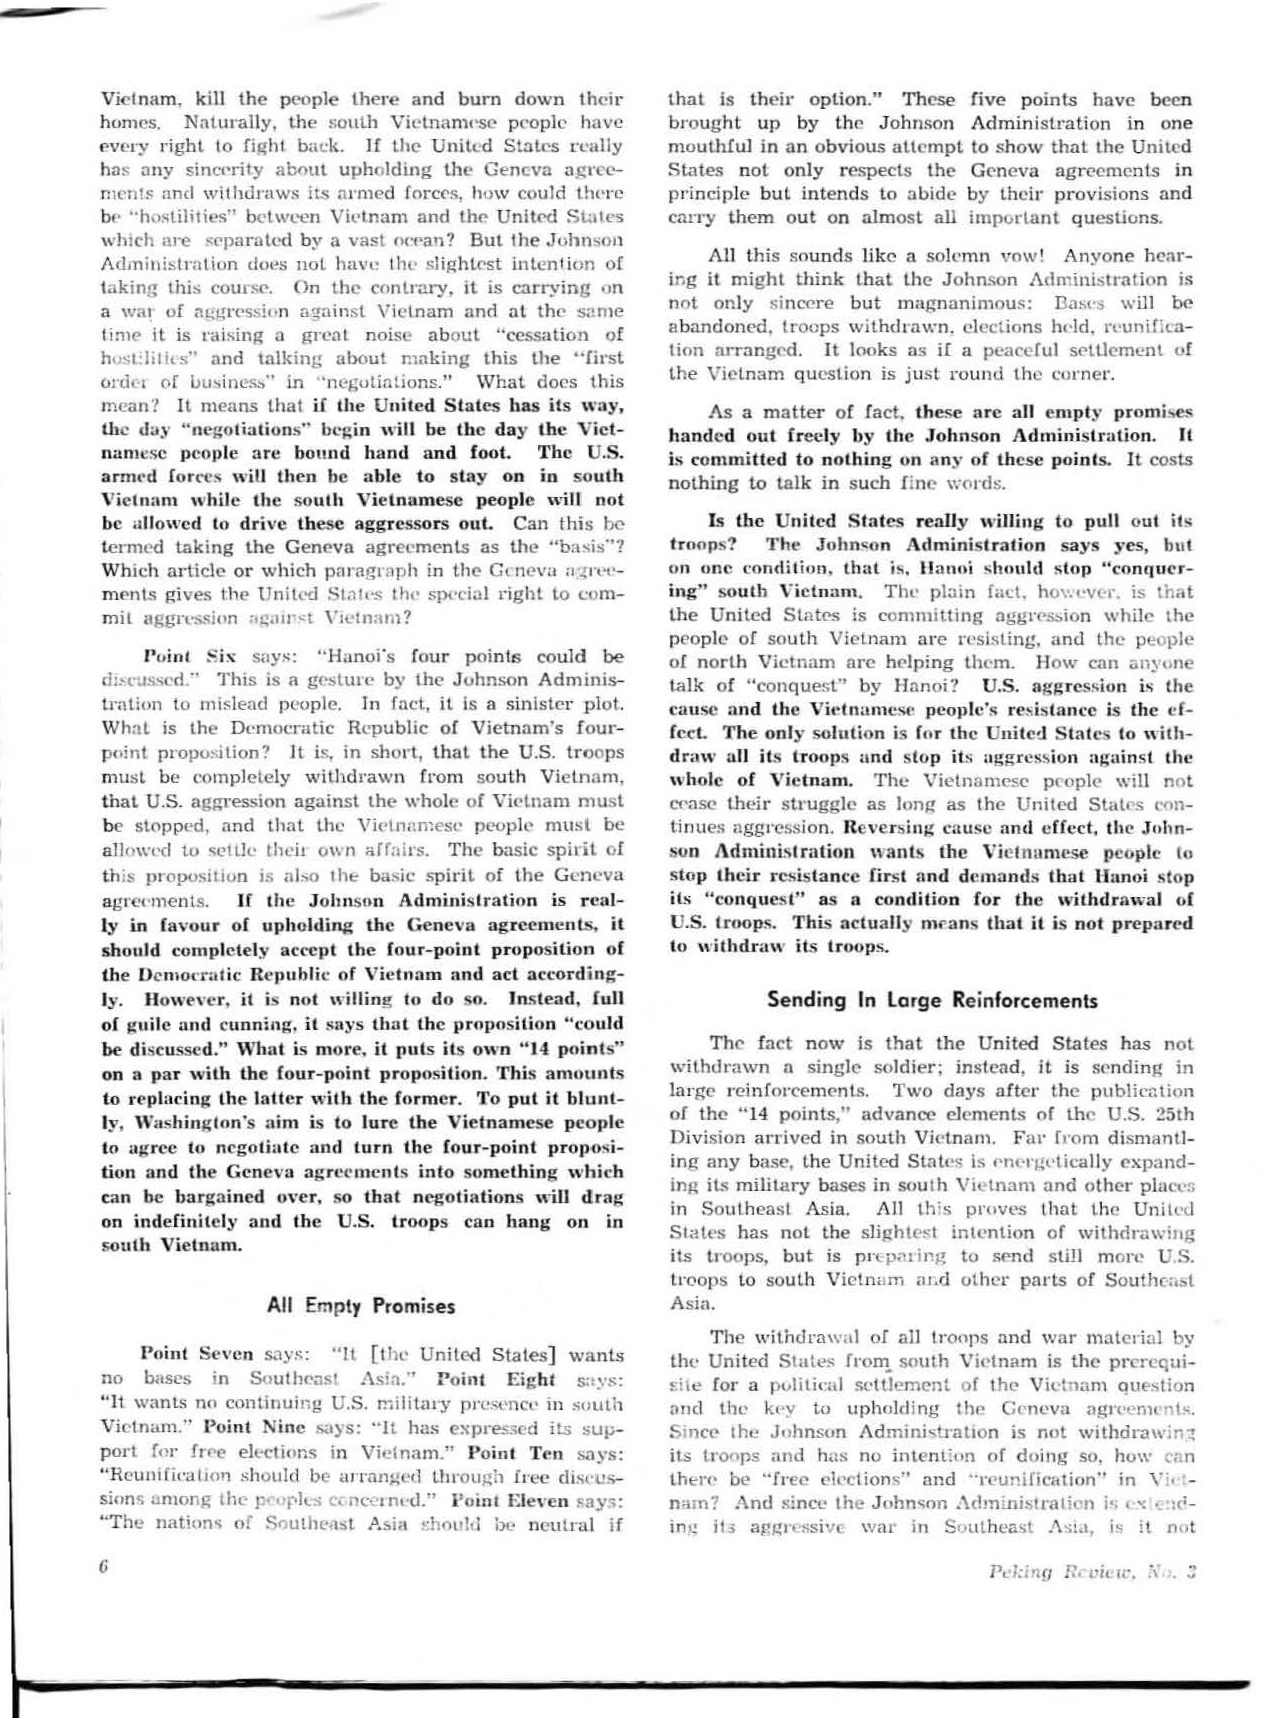 Vietnam, kill the people there and burn down their
homes. Naturally, the south Vietnamese people have
every right to fight back. If the United States really
has any sincerity about upholding the Geneva agree-
ments and withdraws its armed forces, how could there
be "hostilities" between Vietnam and the United States
which are separated by a vast ocean? But the Johnson
Administration does not have the slightest intention of
taking this course. On the contrary, it is carrying on
a war of aggression against Vietnam and at the same
time it is raising a great noise about "cessation of
hostilities" and talking about making this the "first
order of business" in "negotiations." What does this
mean? It means that if the United States has its way,
the day "negotiations" begin will be the day the Viet-
namese people are bound hand and foot. The U.S.
armed forces will then be able to stay on in south
Vietnam while the south Vietnamese people will not
be allowed to drive these aggressors out. Can this be
termed taking the Geneva agreements as the "basis"?
Which article or which paragraph in the Geneva agree-
ments gives the United States the special right to com-
mit aggression against Vietnam?
Point Six says: "Hanoi's four points could be
discussed." This is a gesture by the Johnson Adminis-
tration to mislead people. In fact, it is a sinister plot.
What is the Democratic Republic of Vietnam's four-
point proposition? It is, in short, that the U.S. troops
must be completely withdrawn from south Vietnam,
that U.S. aggression against the whole of Vietnam must
be stopped, and that the Vietnamese people must be
allowed to settle their own affairs. The basic spirit of
this proposition is also the basic spirit of the Geneva
agreements. If the Johnson Administration is real-
ly in favour of upholding the Geneva agreements, it
should completely accept the four-point proposition of
the Democratic Republic of Vietnam and act according-
ly. However, it is not willing to do so. Instead, full
of guile and cunning, it says that the proposition "could
be discussed." What is more, it puts its own "14 points"
on a par with the four-point proposition. This amounts
to replacing the latter with the former. To put it blunt-
ly, Washington's aim is to lure the Vietnamese people
to agree to negotiate and turn the four-point proposi-
tion and the Geneva agreements into something which
can be bargained over, so that negotiations will drag
on indefinitely and the U.S. troops can hang on in
south Vietnam.
All Empty Promises
Point Seven says: "It [the United States] wants
no bases in Southeast Asia." Point Eight says:
"It wants no continuing U.S. military presence in south
Vietnam." Point Nine says: "It has expressed its sup-
port for free elections in Vietnam." Point Ten says:
"Reunification should be arranged through free discus-
sions among the peoples concerned." Point Eleven says:
"The nations of Southeast Asia should be neutral if
that is their option." These five points have been
brought up by the Johnson Administration in one
mouthful in an obvious attempt to show that the United
States not only respects the Geneva agreements in
principle but intends to abide by their provisions and
carry them out on almost all important questions.
All this sounds like a solemn vow! Anyone hear-
ing it might think that the Johnson Administration is
not only sincere but magnanimous: Bases will be
abandoned, troops withdrawn, elections held, reunifica-
tion arranged. It looks as if a peaceful settlement of
the Vietnam question is just round the corner.
As a matter of fact, these are all empty promises
handed out freely by the Johnson Administration. It
is committed to nothing on any of these points. It costs
nothing to talk in such fine words.
Is the United States really willing to pull out its
troops? The Johnson Administration says yes, but
on one condition, that is, Hanoi should stop "conquer-
ing" south Vietnam. The plain fact, however, is that
the United States is committing aggression while the
people of south Vietnam are resisting, and the people
of north Vietnam are helping them. How can anyone
talk of "conquest" by Hanoi? U.S. aggression is the
cause and the Vietnamese people's resistance is the ef-
fect. The only solution is for the United States to with-
draw all its troops and stop its aggression against the
whole of Vietnam. The Vietnamese people will not
cease their struggle as long as the United States con-
tinues aggression. Reversing cause and effect, the John-
son Administration wants the Vietnamese people to
stop their resistance first and demands that Hanoi stop
its "conquest" as a condition for the withdrawal of
U.S. troops. This actually means that it is not prepared
to withdraw its troops.
Sending In Large Reinforcements
The fact now is that the United States has not
withdrawn a single soldier; instead, it is sending in
large reinforcements. Two days after the publication
of the "14 points," advance elements of the U.S. 25th
Division arrived in south Vietnam. Far from dismantl-
ing any base, the United States is energetically expand-
ing its military bases in south Vietnam and other places
in Southeast Asia. All this proves that the United
States has not the slightest intention of withdrawing
its troops, but is preparing to send still more U.S.
troops to south Vietnam and other parts of Southeast
Asia.
The withdrawal of all troops and war material by
the United States from south Vietnam is the prerequi-
site for a political settlement of the Vietnam question
and the key to upholding the Geneva agreements.
Since the Johnson Administration is not withdrawing
its troops and has no intention of doing so, how can
there be "free elections" and "reunification" in Viet-
nam? And since the Johnson Administration is extend-
ing its aggressive war in Southeast Asia, is it not
6
Peking Review, No. 3